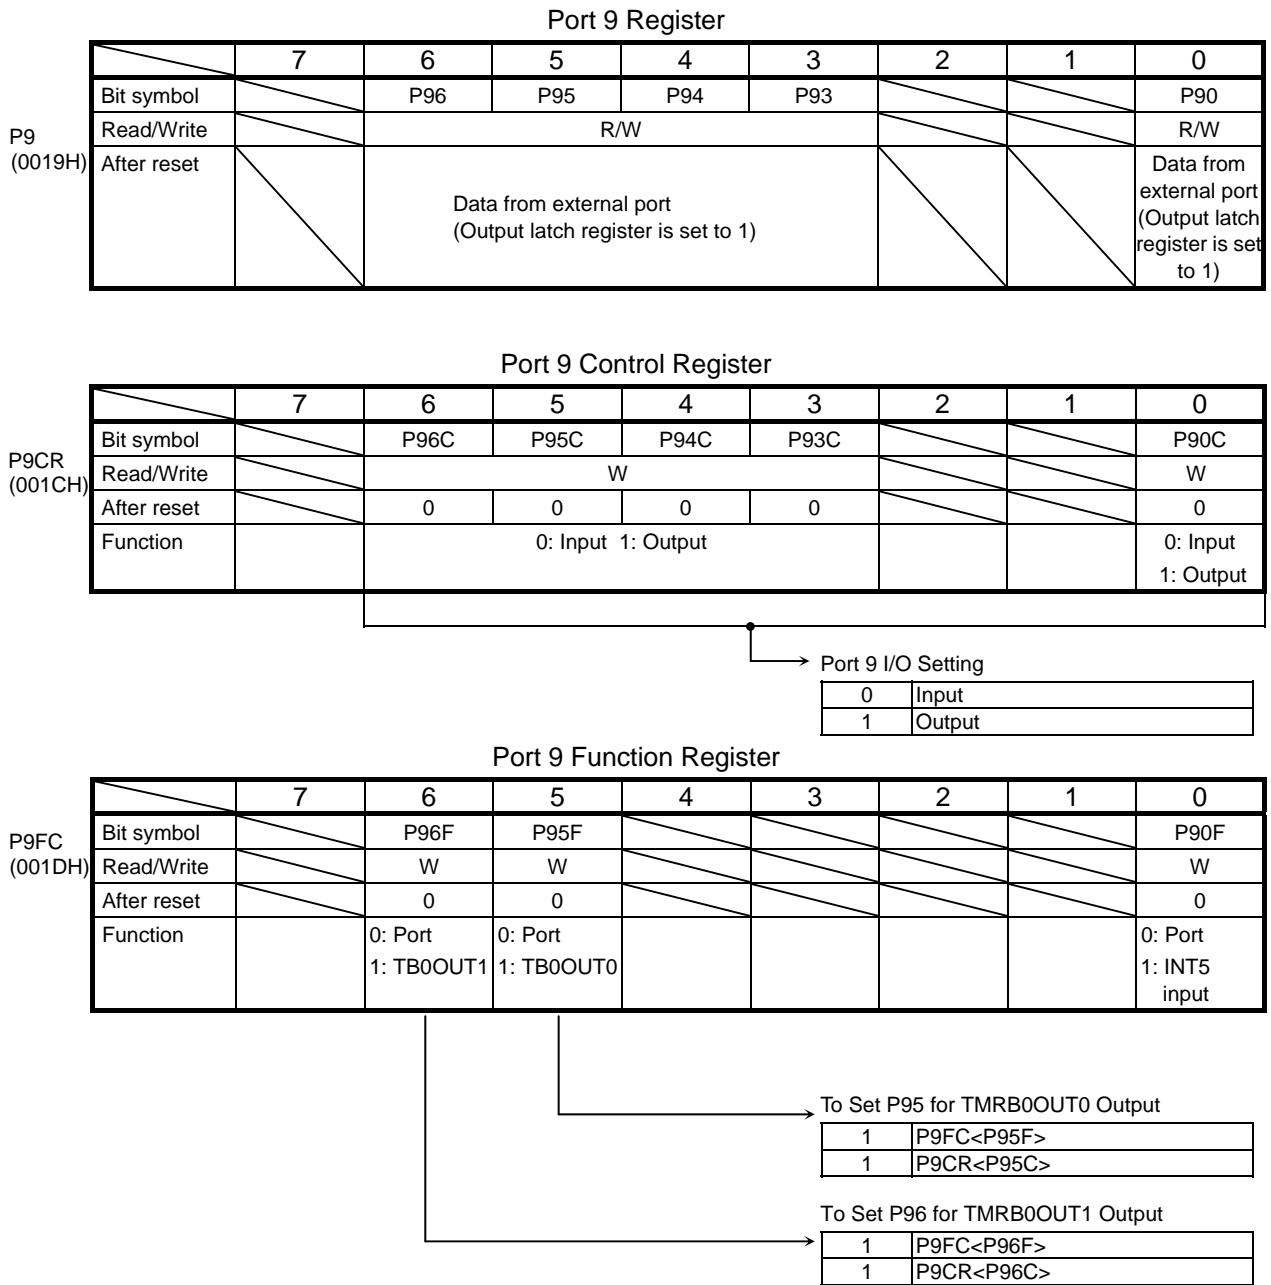 Port 9 Register
7 6 5 4 3 2 1 0
Bit symbol P96 P95 P94 P93 P90
P9
(0019H)
Read/Write R/W R/W
After reset
Data from external port
(Output latch register is set to 1)
Data from
external port
(Output latch
register is set
to 1)
Port 9 Control Register
7 6 5 4 3 2 1 0
P9CR
(001CH)
Bit symbol P96C P95C P94C P93C P90C
Read/Write W W
After reset 0 0 0 0 0
Function 0: Input 1: Output 0: Input
1: Output
Port 9 I/O Setting
0 Input
1 Output
Port 9 Function Register
7 6 5 4 3 2 1 0
P9FC
(001DH)
Bit symbol P96F P95F P90F
Read/Write W W W
After reset 0 0 0
Function 0: Port 0: Port 0: Port
1: TB0OUT1 1: TB0OUT0 1: INT5
input
To Set P95 for TMRB0OUT0 Output
1 P9FC<P95F>
1 P9CR<P95C>
To Set P96 for TMRB0OUT1 Output
1 P9FC<P96F>
1 P9CR<P96C>